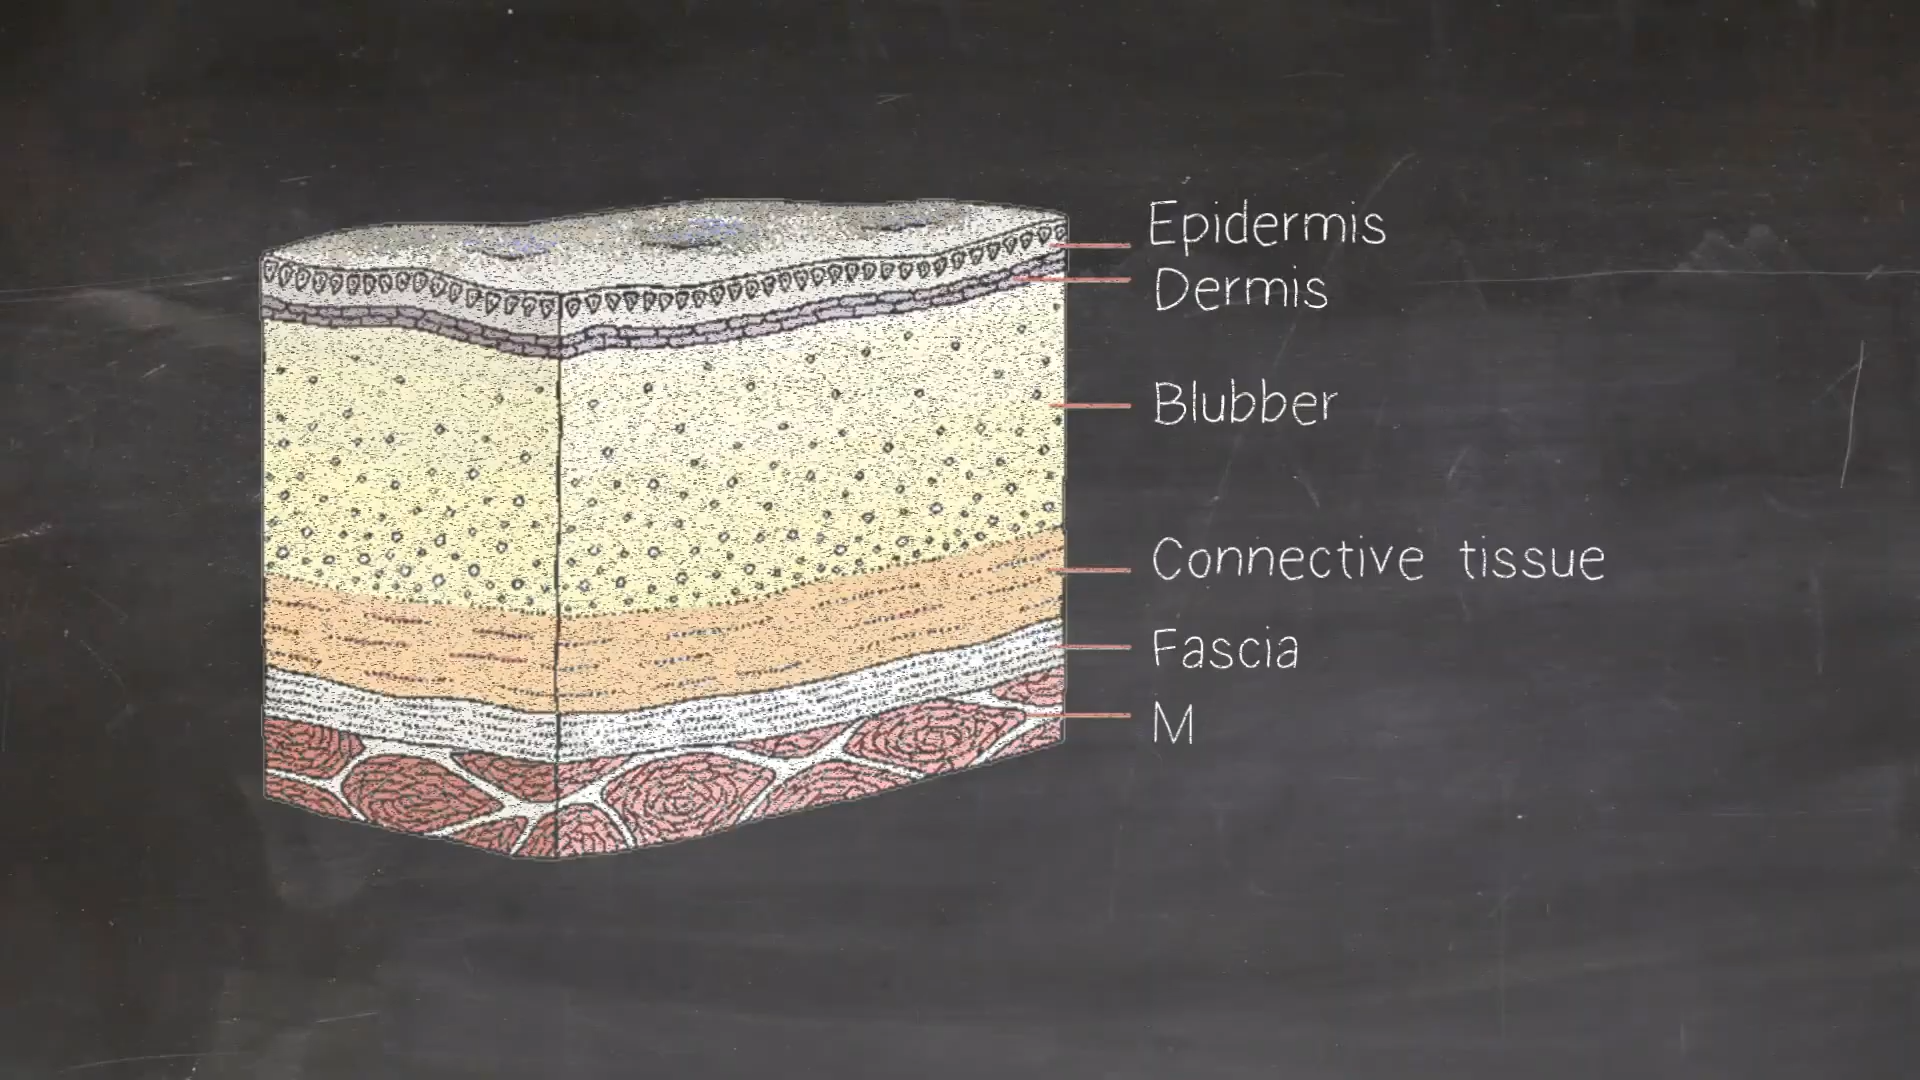 Epidermis
Dermis
Blubber
Connective tissue
Fascia
M